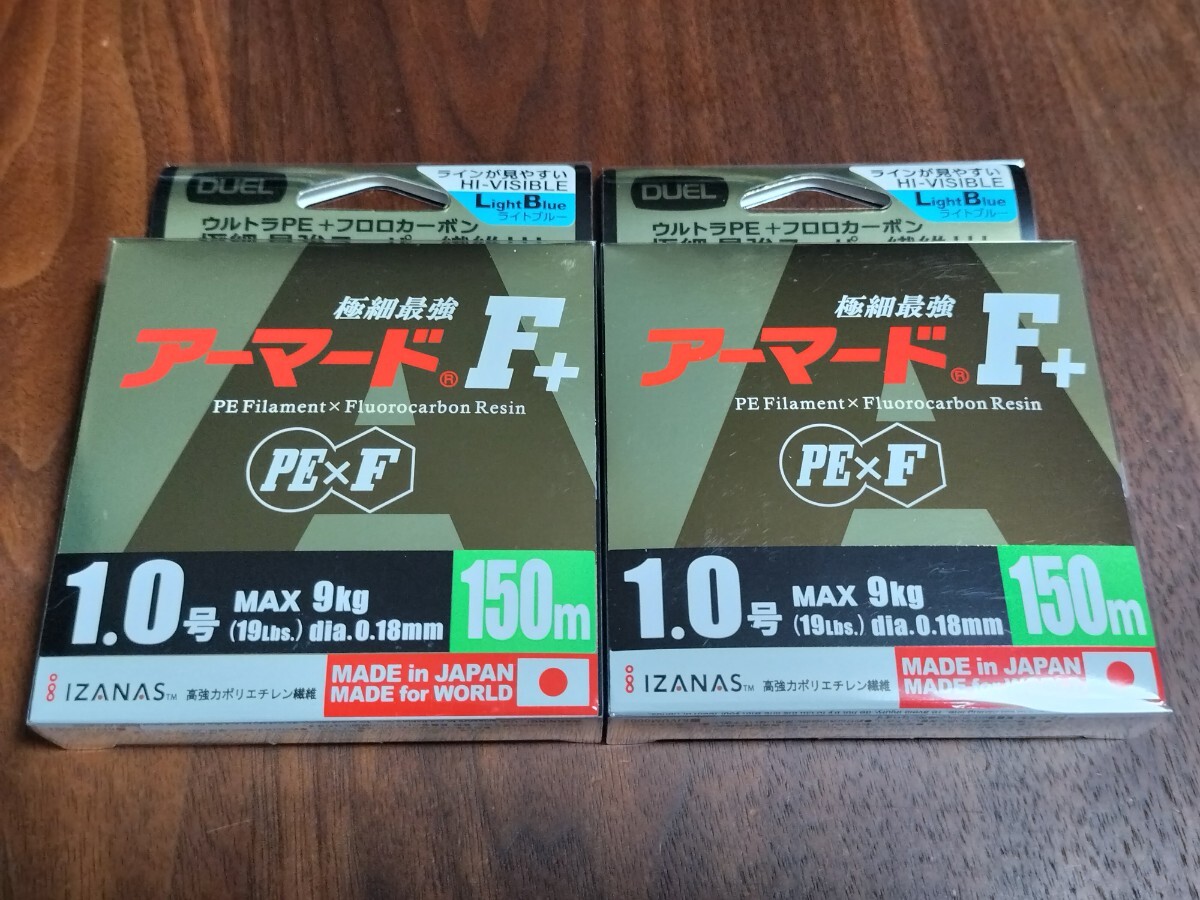 DUEL
ラインが見やすい
HI-VISIBLE
LightBlue
ライトブルー
ウルトラPE+フロロカーボン
極細最強
アーマード® F+
PE Filament×Fluorocarbon Resin
PE×F
1.0号 MAX 9kg
(19Lbs.) dia.0.18mm
150m
IZANAS™ 高強力ポリエチレン繊維
MADE in JAPAN
MADE for WORLD
DUEL
ラインが見やすい
HI-VISIBLE
LightBlue
ライトブルー
ウルトラPE+フロロカーボン
極細最強
アーマード® F+
PE Filament×Fluorocarbon Resin
PE×F
1.0号 MAX 9kg
(19Lbs.) dia.0.18mm
150m
IZANAS™ 高強力ポリエチレン繊維
MADE in JAPAN
MADE for WORLD